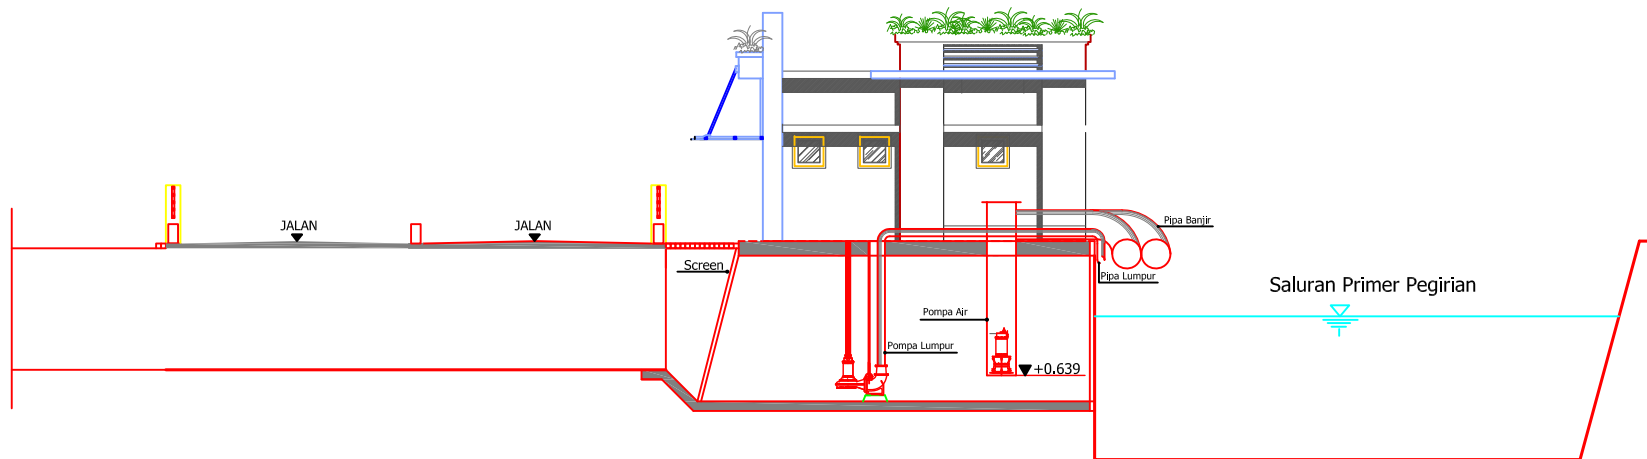 JALAN
JALAN
Screen
Pipa Banjir
Pipa Lumpur
Saluran Primer Pegirian
Pompa Air
Pompa Lumpur
+0.639